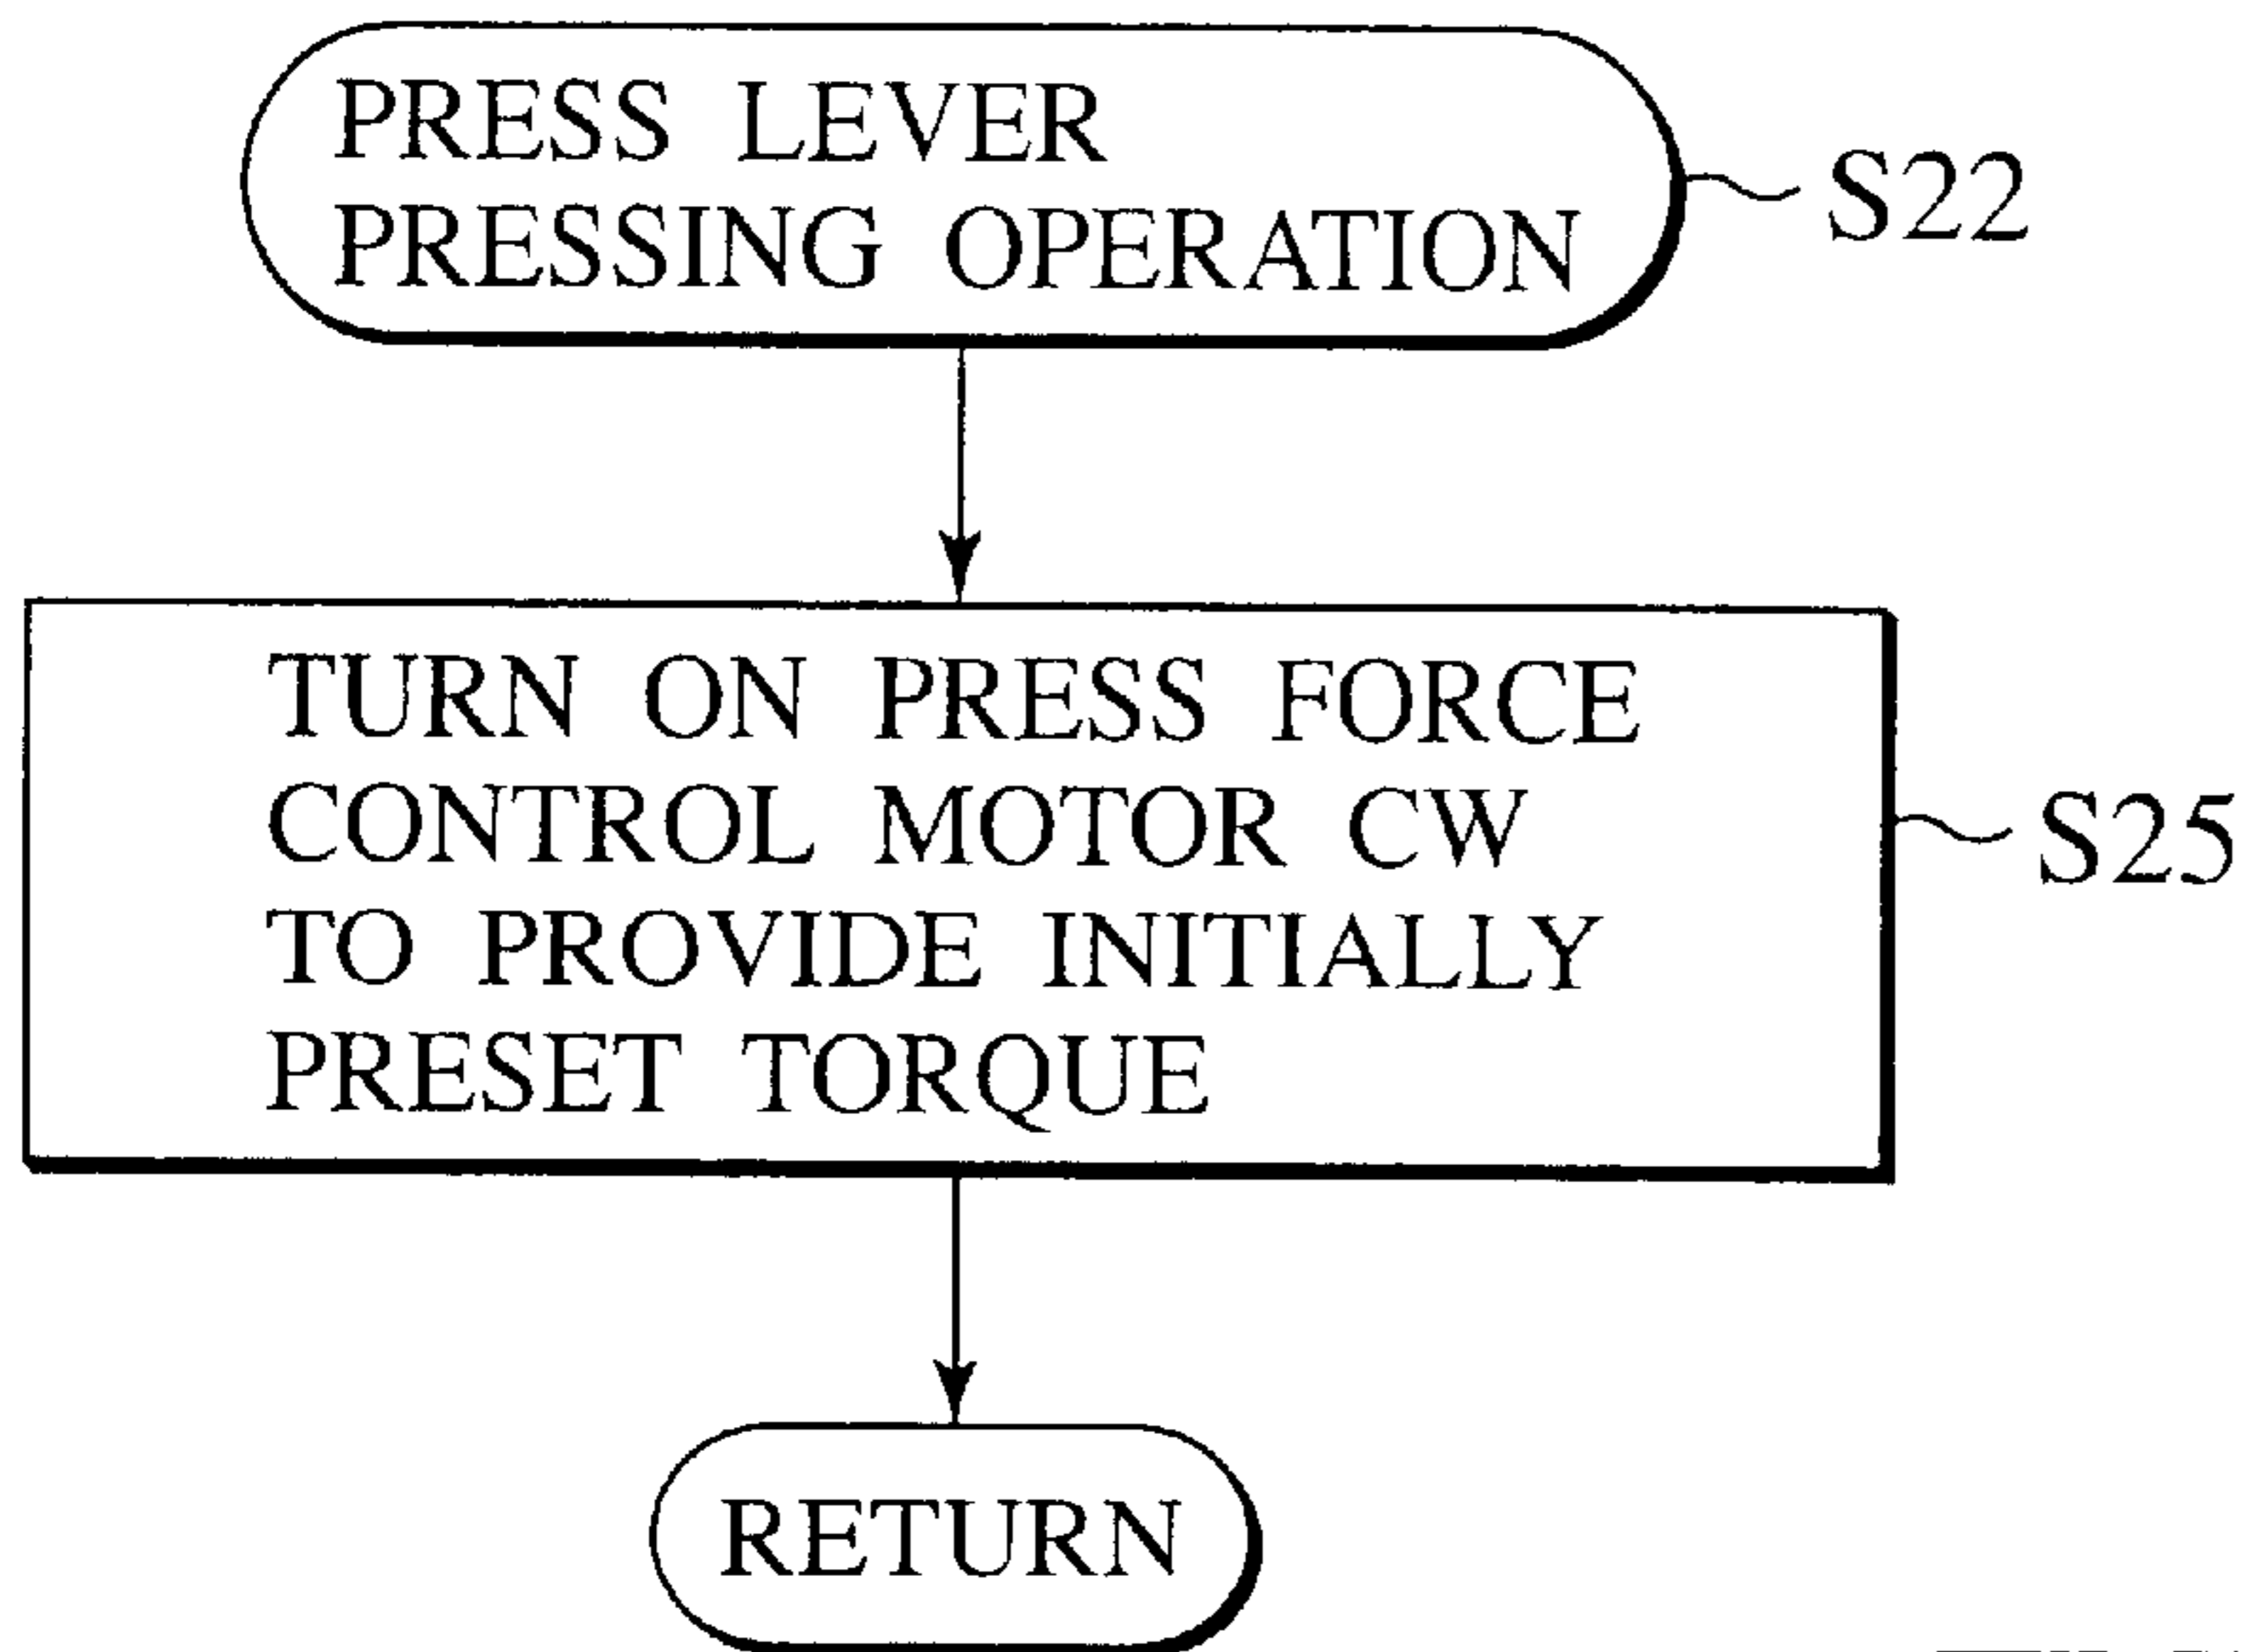 PRESS LEVER
PRESSING OPERATION
S22
TURN ON PRESS FORCE
CONTROL MOTOR CW
TO PROVIDE INITIALLY
PRESET TORQUE
S25
RETURN